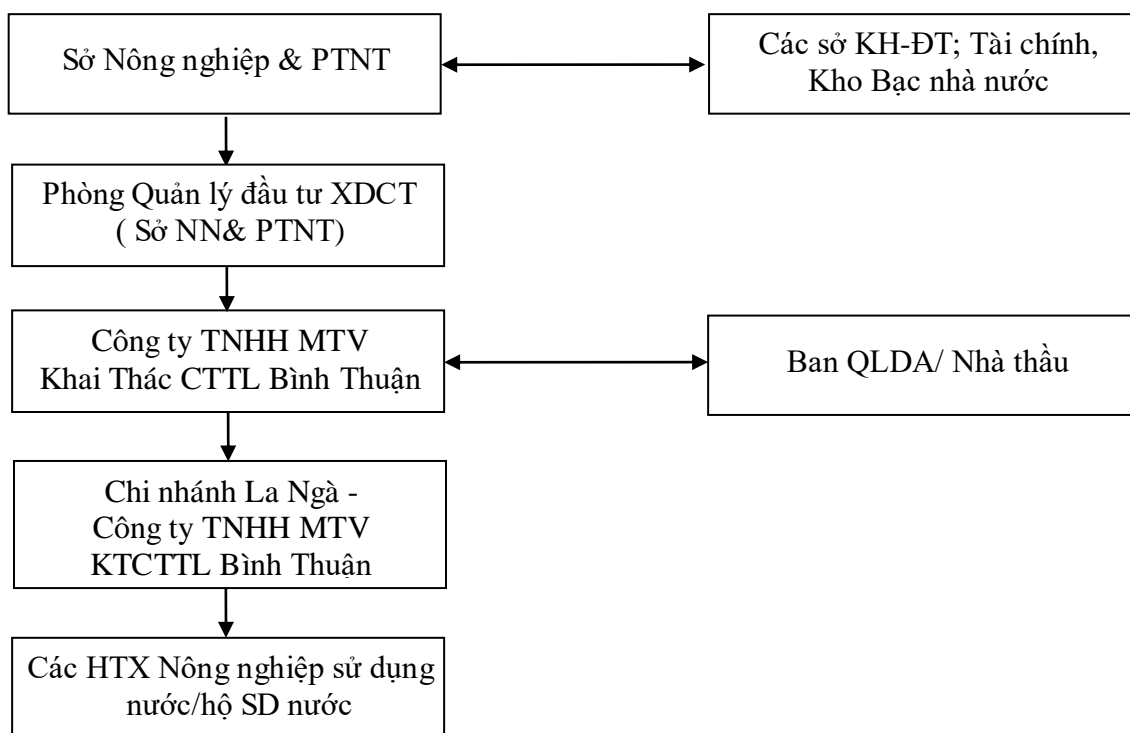 Sở Nông nghiệp & PTNT
Các sở KH-ĐT; Tài chính,
Kho Bạc nhà nước
Phòng Quản lý đầu tư XDCT
( Sở NN& PTNT)
Công ty TNHH MTV
Khai Thác CTTL Bình Thuận
Ban QLDA/ Nhà thầu
Chi nhánh La Ngà -
Công ty TNHH MTV
KTCTTL Bình Thuận
Các HTX Nông nghiệp sử dụng
nước/hộ SD nước